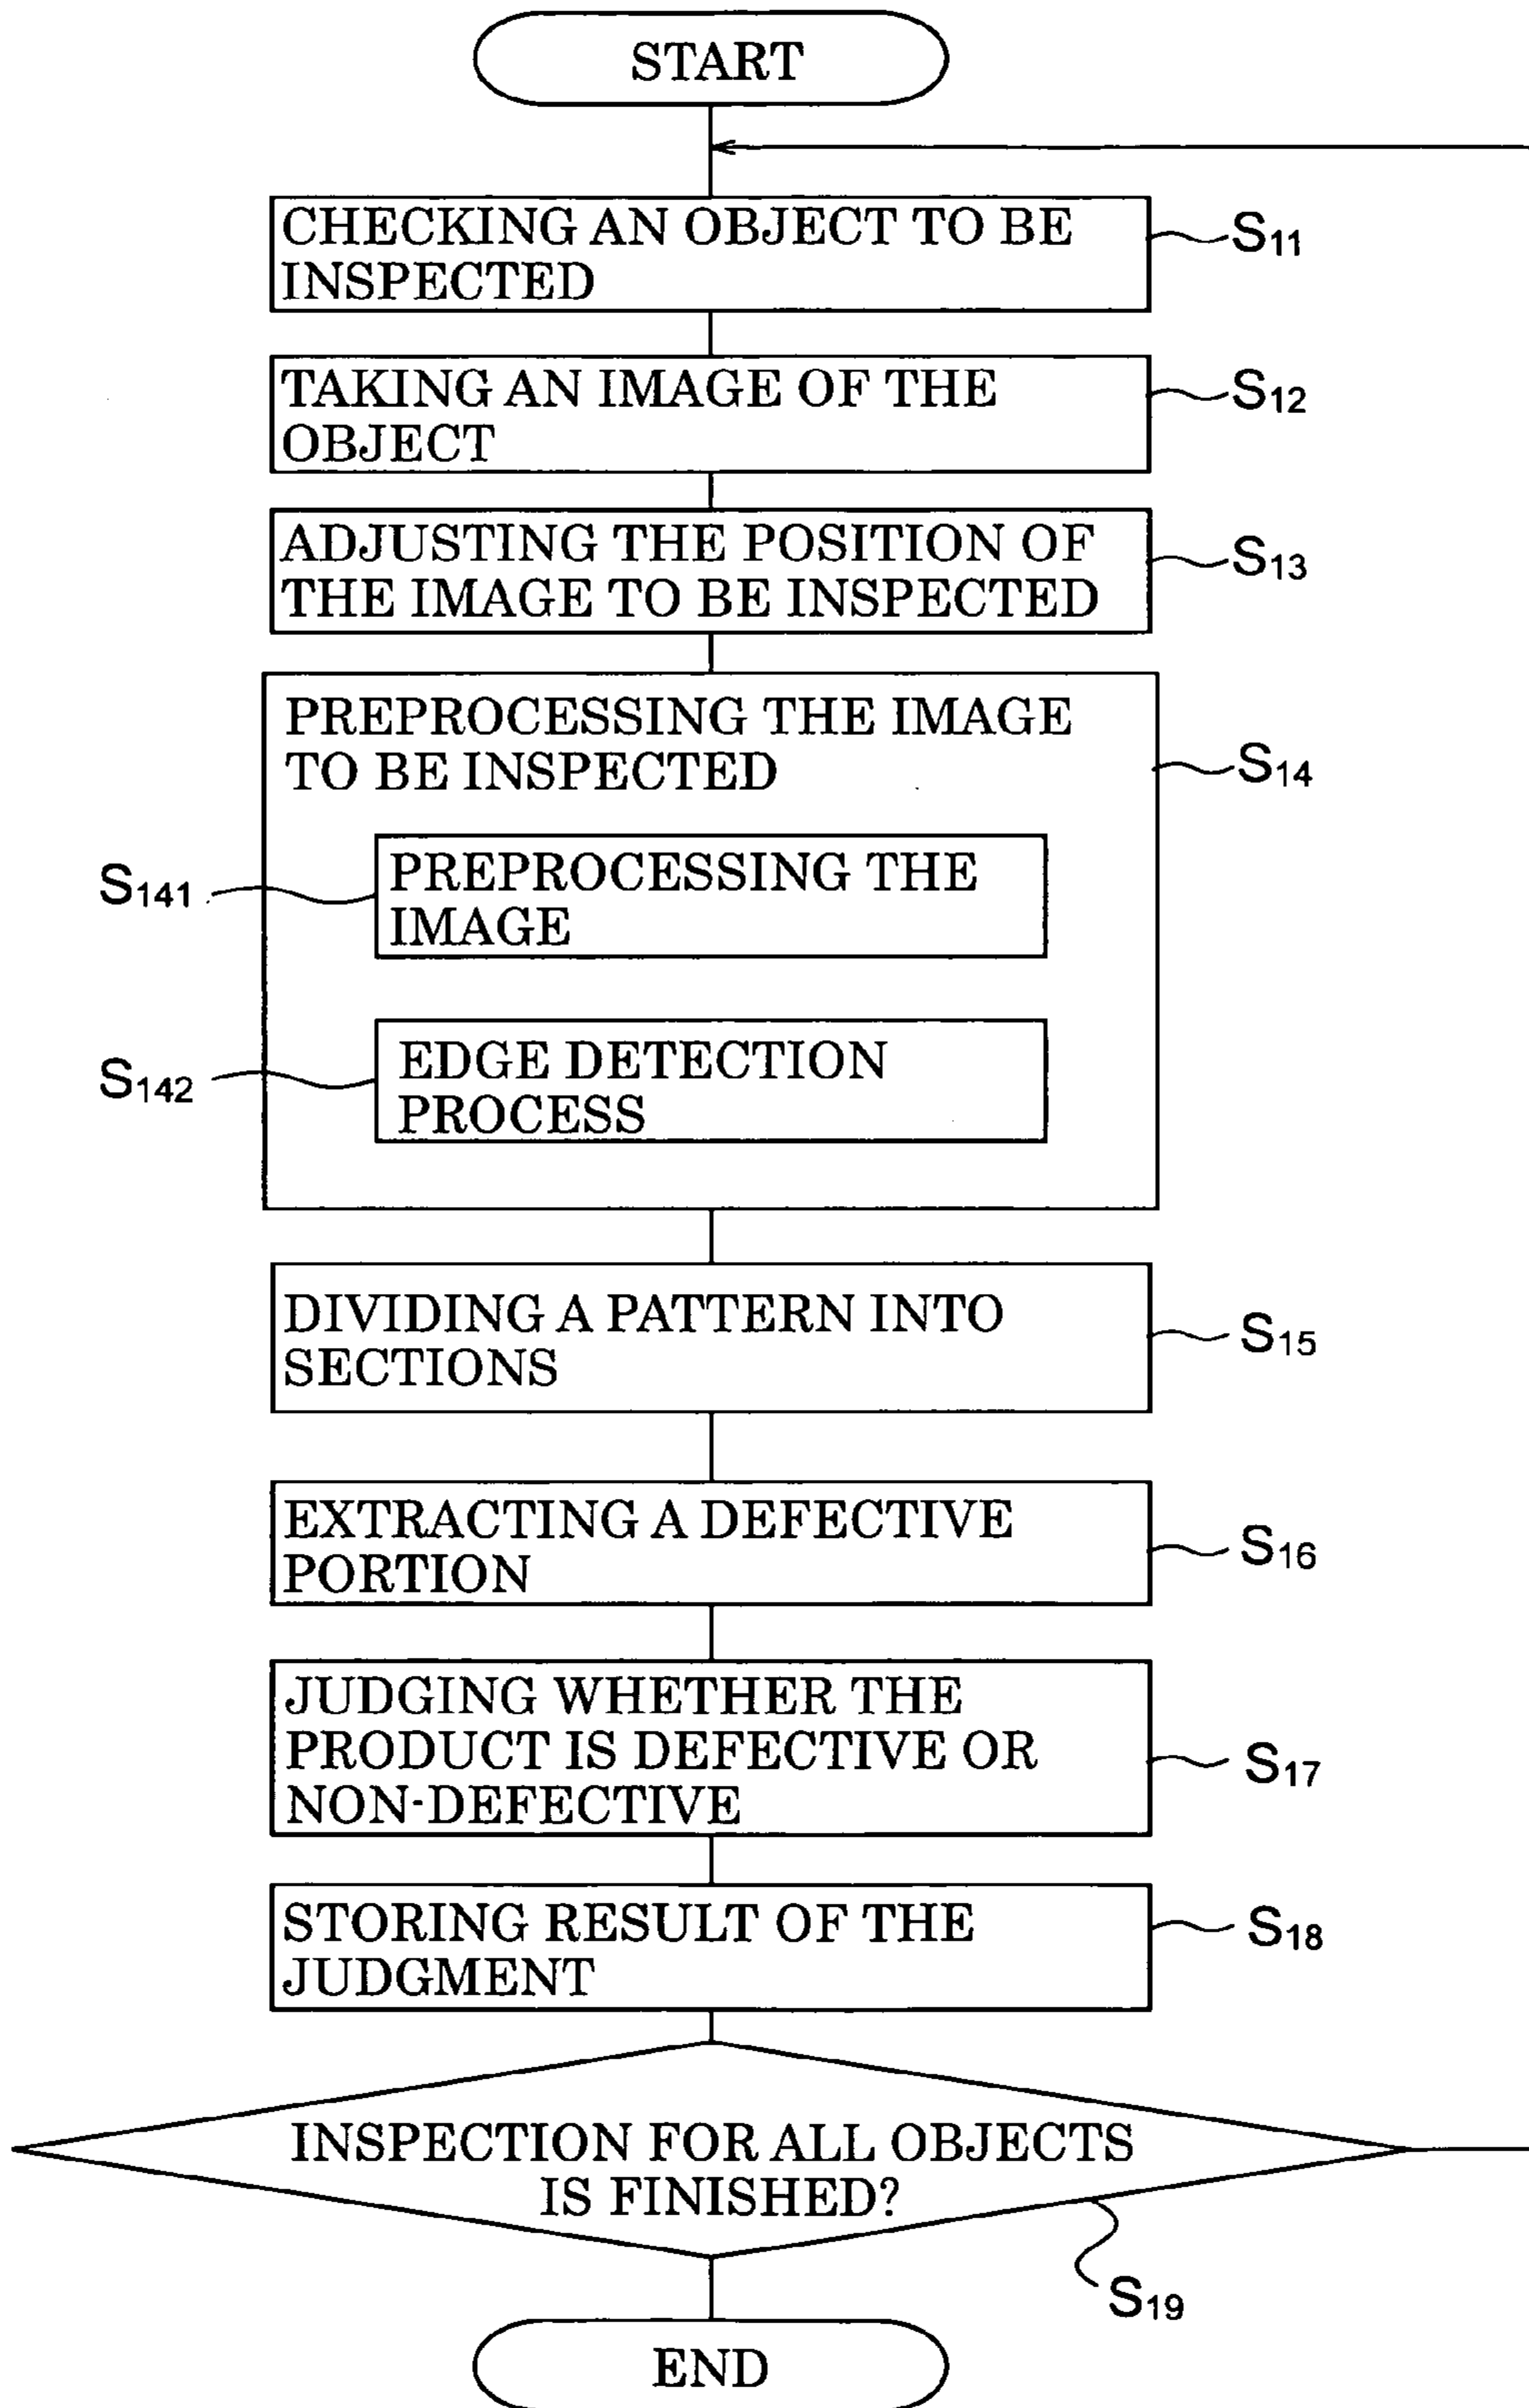 START
CHECKING AN OBJECT TO BE
INSPECTED
S11
TAKING AN IMAGE OF THE
OBJECT
S12
ADJUSTING THE POSITION OF
THE IMAGE TO BE INSPECTED
S13
PREPROCESSING THE IMAGE
TO BE INSPECTED
S14
S141
PREPROCESSING THE
IMAGE
S142
EDGE DETECTION
PROCESS
DIVIDING A PATTERN INTO
SECTIONS
S15
EXTRACTING A DEFECTIVE
PORTION
S16
JUDGING WHETHER THE
PRODUCT IS DEFECTIVE OR
NON-DEFECTIVE
S17
STORING RESULT OF THE
JUDGMENT
S18
INSPECTION FOR ALL OBJECTS
IS FINISHED?
S19
END